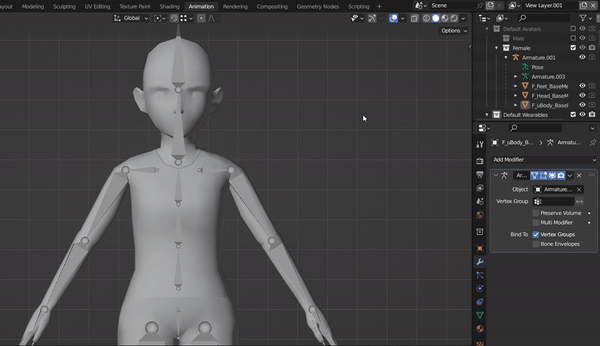 ayout Modeling Sculpting UV Editing Texture Paint Shading Animation Rendering Compositing Geometry Nodes Scripting +
Scene
View Layer.001
Global
Options
Default Avatars
Male
Female
Armature.001
Pose
Armature.003
F_Feet_BaseMe
F_Head_BaseM
F_uBody_BaseI
Default Wearables
F_uBody_B...
Armatu...
Add Modifier
Ar...
Object
Armature...
Vertex Group
Preserve Volume
Multi Modifier
Bind To
Vertex Groups
Bone Envelopes